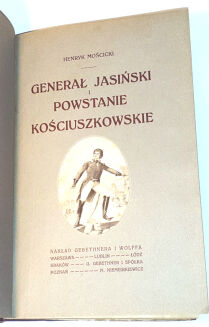 HENRYK MOŚCICKI
GENERAŁ JASIŃSKI
I
POWSTANIE
KOŚCIUSZKOWSKIE
NAKŁAD GEBETHNERA I WOLFFA
WARSZAWA — LUBLIN — ŁÓDŹ
KRAKÓW — G. GEBETHNER I SPÓŁKA
POZNAŃ — M. NIEMIERKIEWICZ